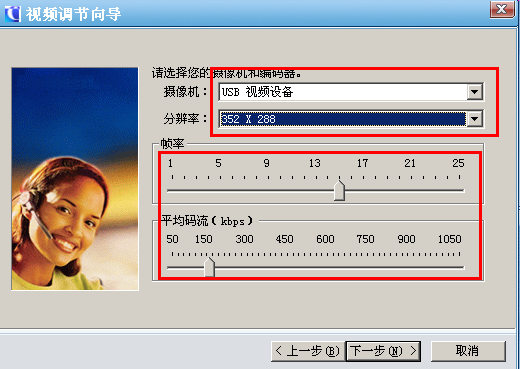 视频调节向导
请选择您的摄像机和编码器。
摄像机： USB 视频设备
分辨率： 352 X 288
帧率
1 5 9 13 17 21 25
平均码流（kbps）
50 150 300 450 600 750 900 1050
< 上一步(B) 下一步(N) > 取消